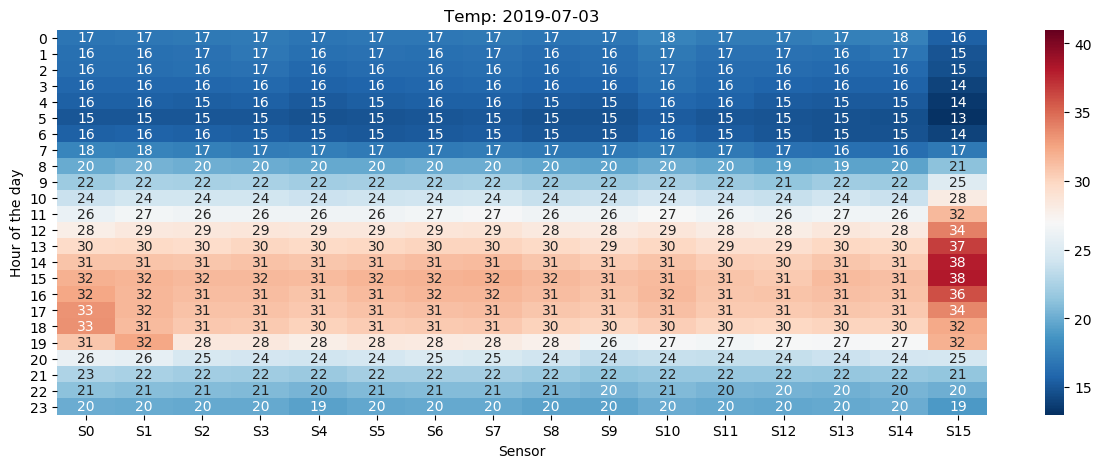 Temp: 2019-07-03
0 17 17 17 17 17 17 17 17 17 17 18 17 17 17 18 16 40
1 16 16 17 17 16 16 16 17 16 16 17 17 16 16 17 15
2 16 16 16 17 16 16 16 16 16 16 17 16 16 16 16 15
3 16 16 16 16 16 16 16 16 16 16 16 16 16 16 16 14 35
4 16 16 15 16 15 15 16 16 15 15 16 16 15 15 15 14
5 15 15 15 15 15 15 15 15 15 15 15 15 15 15 15 13
6 16 16 16 15 15 15 15 15 15 15 16 15 15 15 15 14
7 18 18 17 17 17 17 17 17 17 17 17 17 17 16 16 17
8 20 20 20 20 20 20 20 20 20 20 20 20 19 19 20 21
9 22 22 22 22 22 22 22 22 22 22 22 22 21 22 22 25 30
10 24 24 24 24 24 24 24 24 24 24 24 24 24 24 24 28
11 26 27 26 26 26 26 27 27 26 26 27 26 26 27 26 32
Hour of the day
12 28 29 29 29 29 29 29 29 28 28 29 28 28 29 28 34
13 30 30 30 30 30 30 30 30 30 29 30 29 29 30 30 37 25
14 31 31 31 31 31 31 31 31 31 31 31 30 30 31 31 38
15 32 32 32 32 31 32 32 32 32 31 31 31 31 31 31 38
16 32 32 31 31 31 31 32 32 31 31 32 31 31 31 31 36
17 33 32 31 31 31 31 31 31 31 31 31 31 31 31 31 34
18 33 31 31 31 30 31 31 31 30 30 30 30 30 30 30 32 20
19 31 32 28 28 28 28 28 28 28 26 27 27 27 27 27 32
20 26 26 25 24 24 24 25 25 24 24 24 24 24 24 24 25
21 23 22 22 22 22 22 22 22 22 22 22 22 22 22 22 21
22 21 21 21 21 20 21 21 21 21 20 21 20 20 20 20 20 15
23 20 20 20 20 19 20 20 20 20 20 20 20 20 20 20 19
S0 S1 S2 S3 S4 S5 S6 S7 S8 S9 S10 S11 S12 S13 S14 S15
Sensor